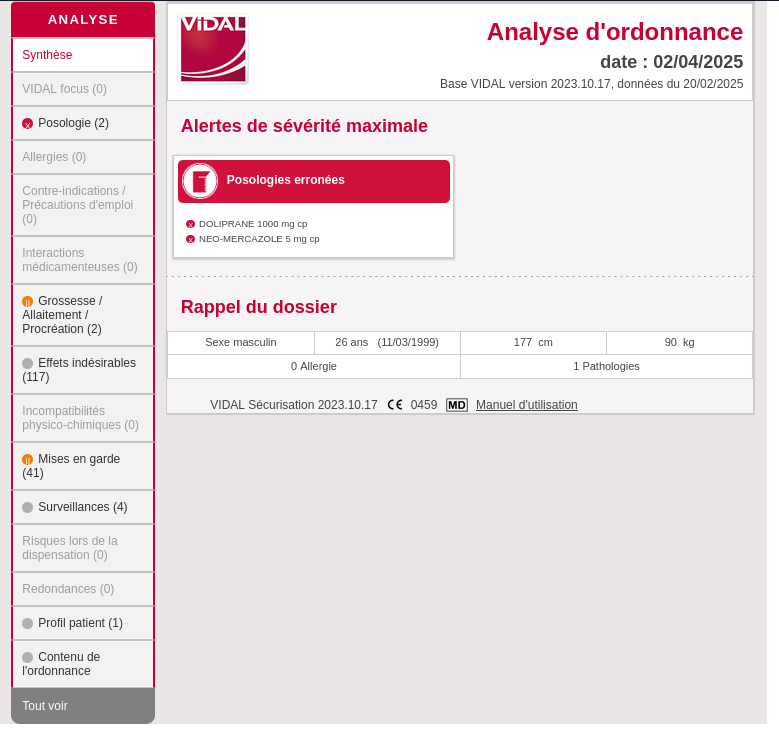 ANALYSE
Synthèse
VIDAL focus (0)
x Posologie (2)
Allergies (0)
Contre-indications /
Précautions d'emploi
(0)
Interactions
médicamenteuses (0)
Grossesse /
Allaitement /
Procréation (2)
Effets indésirables
(117)
Incompatibilités
physico-chimiques (0)
Mises en garde
(41)
Surveillances (4)
Risques lors de la
dispensation (0)
Redondances (0)
Profil patient (1)
Contenu de
l'ordonnance
Tout voir
VIDAL
Analyse d'ordonnance
date : 02/04/2025
Base VIDAL version 2023.10.17, données du 20/02/2025
Alertes de sévérité maximale
Posologies erronées
x DOLIPRANE 1000 mg cp
x NEO-MERCAZOLE 5 mg cp
Rappel du dossier
Sexe masculin 26 ans (11/03/1999) 177 cm 90 kg
0 Allergie 1 Pathologies
VIDAL Sécurisation 2023.10.17 CE 0459 MD Manuel d'utilisation